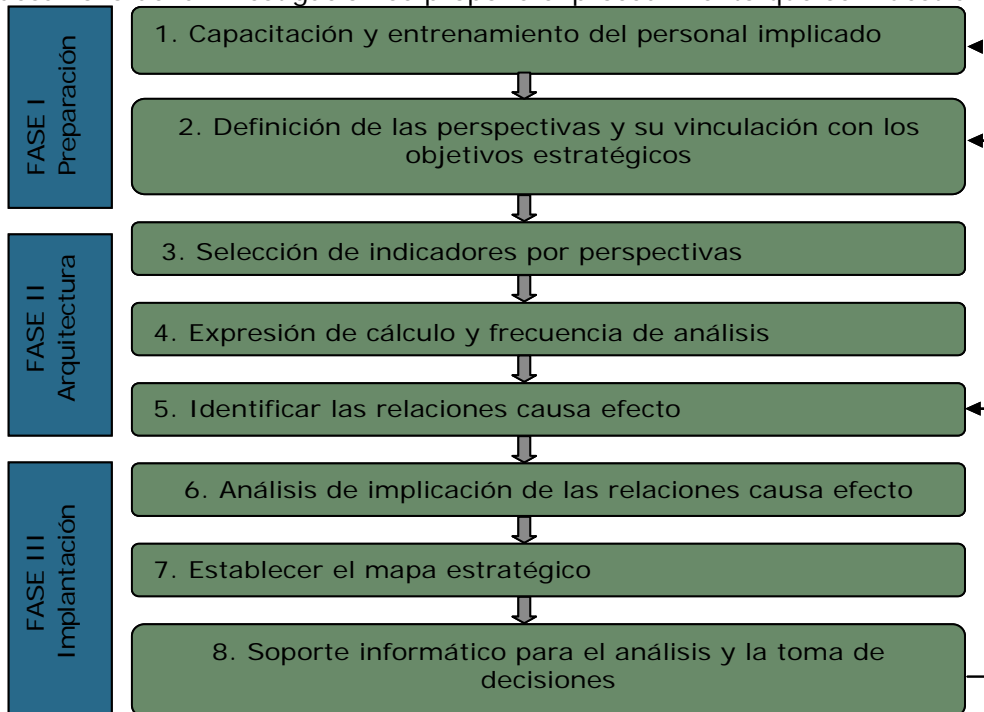 FASE I
Preparación
1. Capacitación y entrenamiento del personal implicado
2. Definición de las perspectivas y su vinculación con los
objetivos estratégicos
FASE II
Arquitectura
3. Selección de indicadores por perspectivas
4. Expresión de cálculo y frecuencia de análisis
5. Identificar las relaciones causa efecto
FASE III
Implantación
6. Análisis de implicación de las relaciones causa efecto
7. Establecer el mapa estratégico
8. Soporte informático para el análisis y la toma de
decisiones